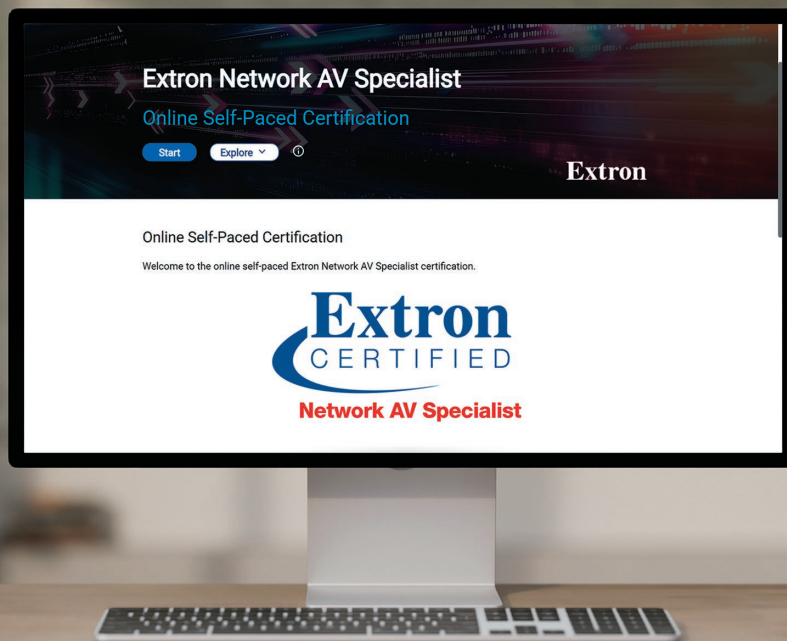 Extron Network AV Specialist
Online Self-Paced Certification
Start
Explore
Extron
Online Self-Paced Certification
Welcome to the online self-paced Extron Network AV Specialist certification.
Extron
CERTIFIED
Network AV Specialist